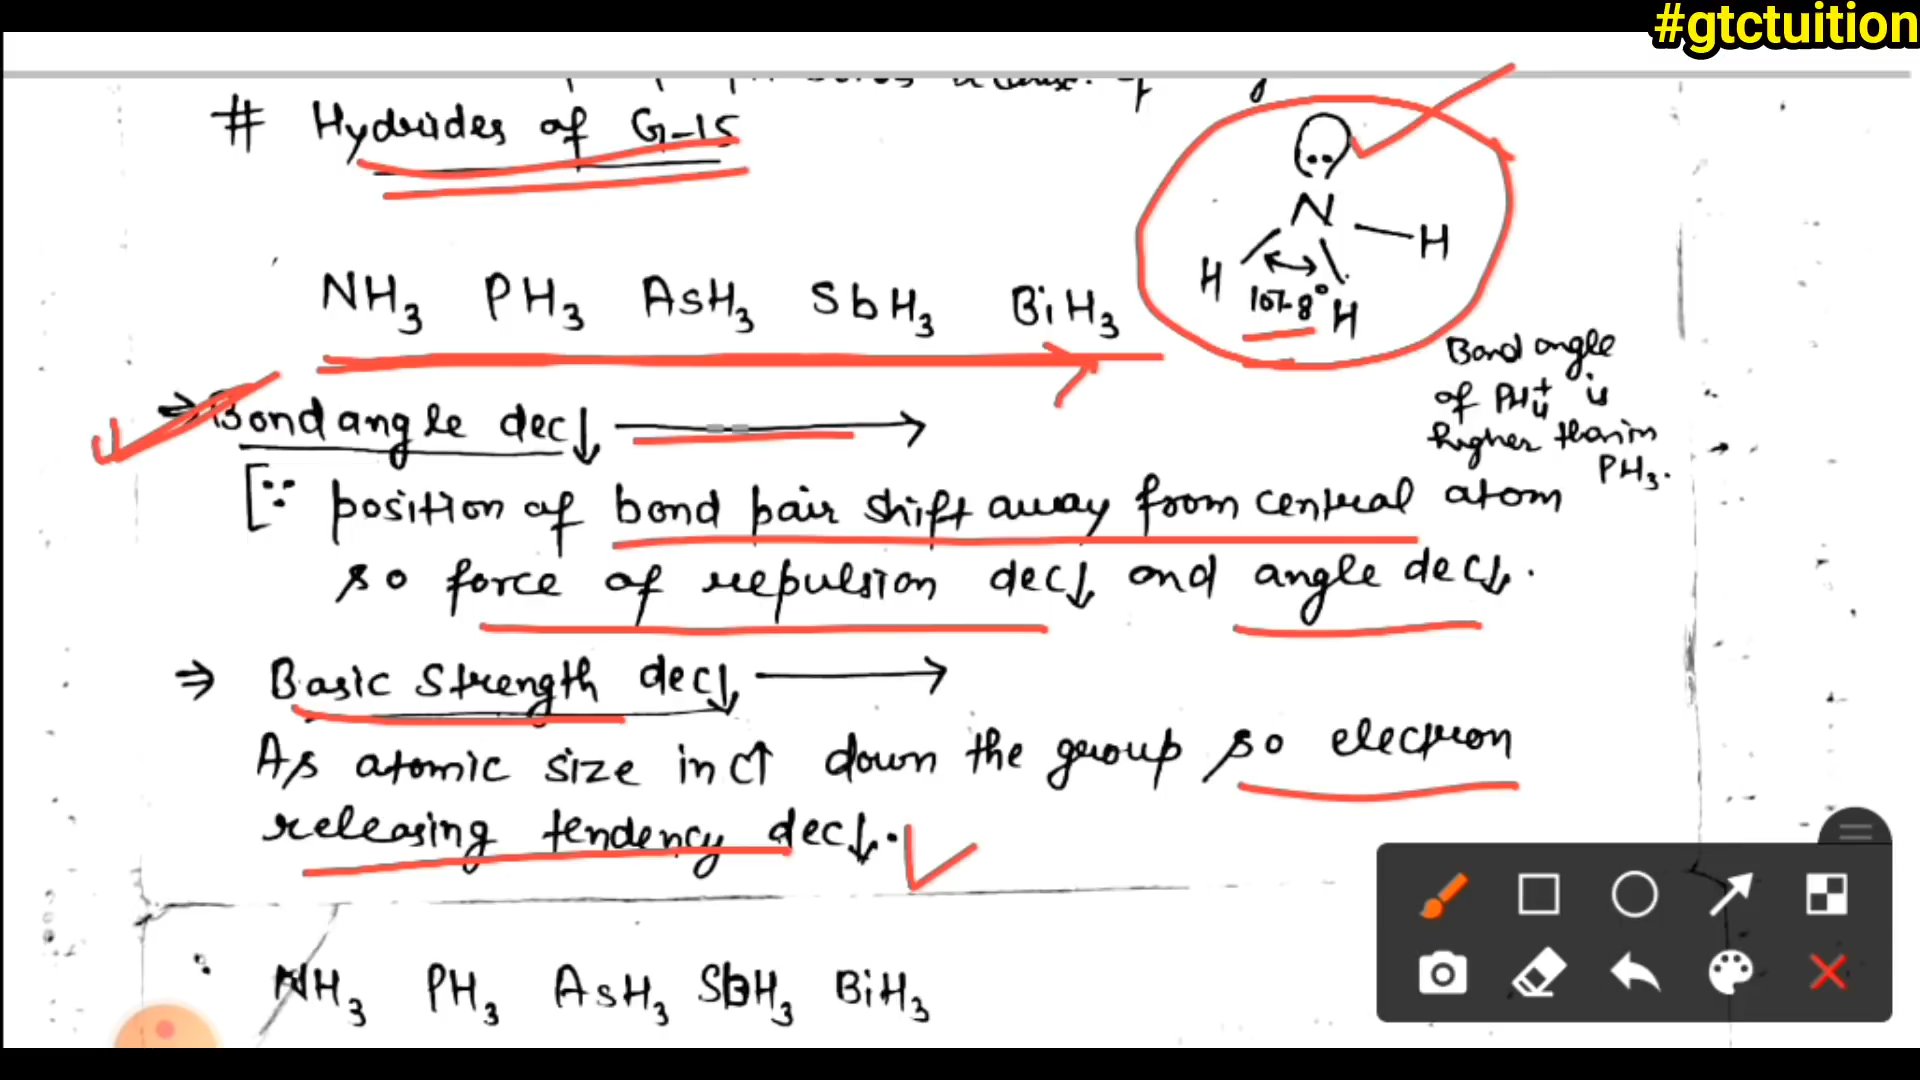 #gtctuition
# Hydrides of G-15
N
H
H
107.8° H
NH3 PH3 AsH3 SbH3 BiH3
Bond angle
of PH4+ is
higher than in
PH3.
⇒ Bond angle dec↓ ⟶
[∵ position of bond pair shift away from central atom
so force of repulsion dec↓ and angle dec↓.
⇒ Basic Strength dec↓ ⟶
As atomic size inc↑ down the group so electron
releasing tendency dec↓.
NH3 PH3 AsH3 SbH3 BiH3